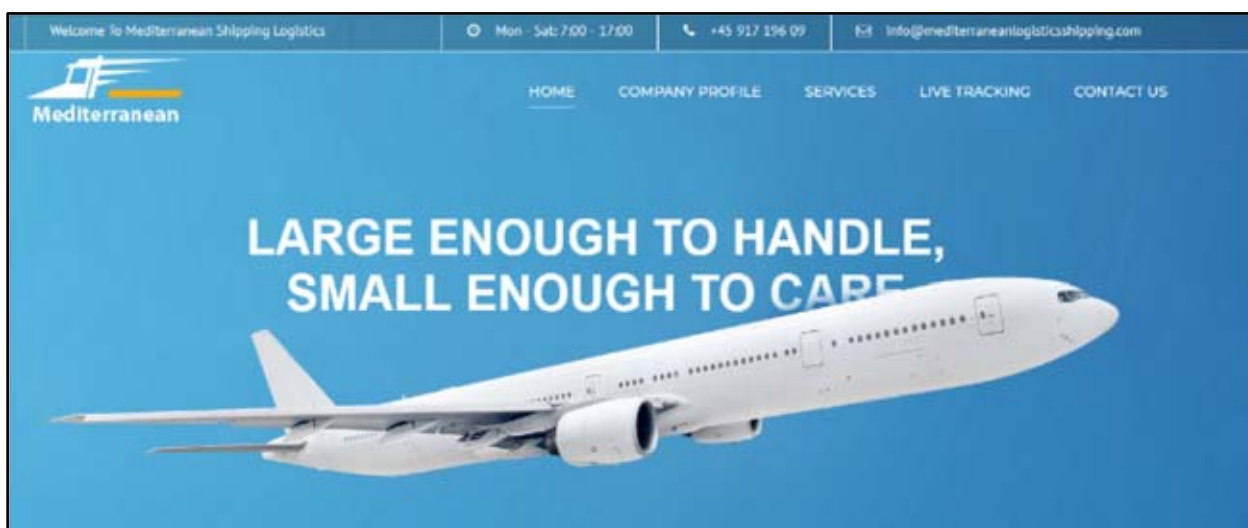 Welcome To Mediterranean Shipping Logistics
Mon - Sat: 7:00 - 17:00
+45 917 196 09
info@mediterraneanlogisticsshipping.com
Mediterranean
HOME
COMPANY PROFILE
SERVICES
LIVE TRACKING
CONTACT US
LARGE ENOUGH TO HANDLE,
SMALL ENOUGH TO CARE